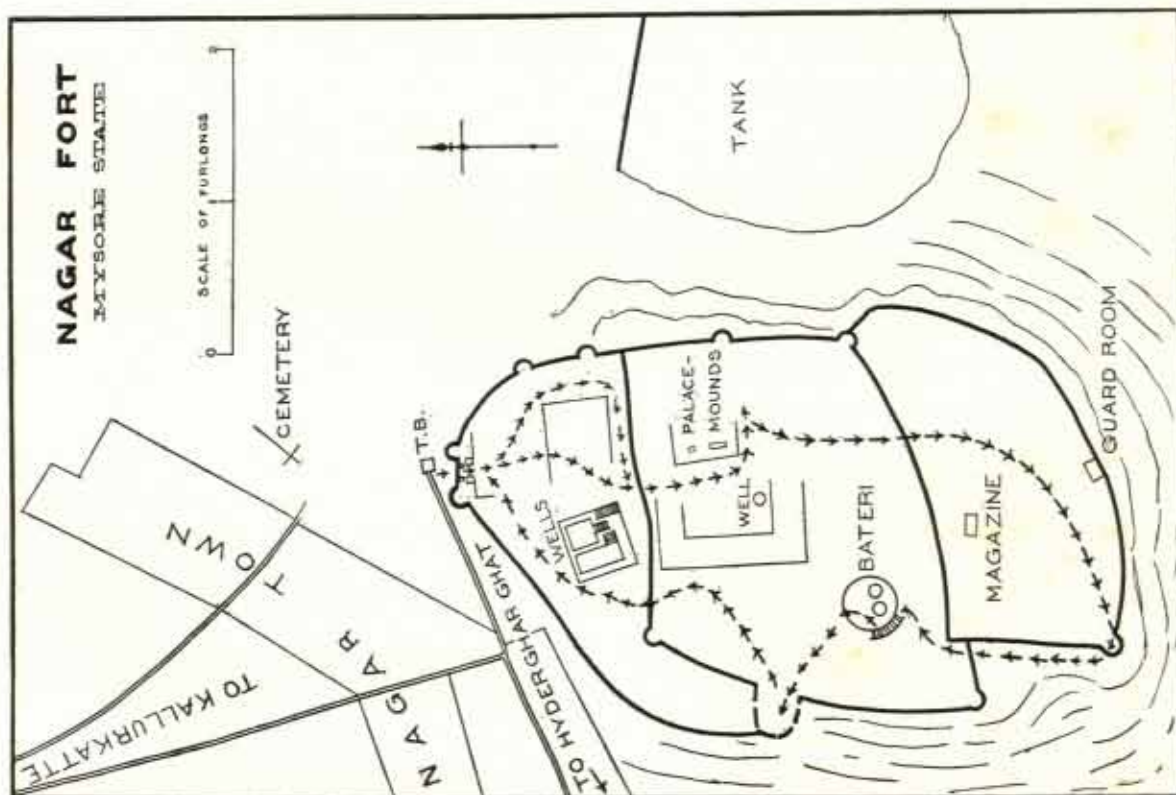 NAGAR FORT
MYSORE STATE
SCALE OF FURLONGS
0 1 2
CEMETERY
TANK
T.B.
NAGAR TOWN
TO KALLURKATTE
TO HYDERGHAR GHAT
WELLS
PALACE-
MOUNDS
WELL
BATERI
MAGAZINE
GUARD ROOM